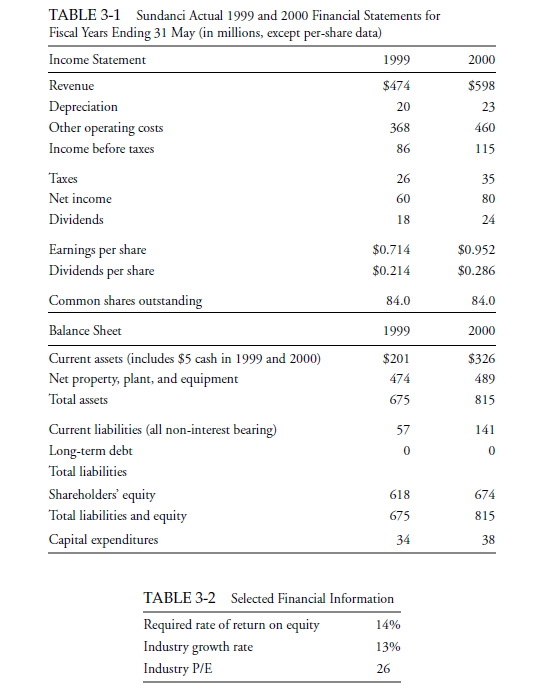 TABLE 3-1 Sundanci Actual 1999 and 2000 Financial Statements for
Fiscal Years Ending 31 May (in millions, except per-share data)
Income Statement 1999 2000
Revenue $474 $598
Depreciation 20 23
Other operating costs 368 460
Income before taxes 86 115
Taxes 26 35
Net income 60 80
Dividends 18 24
Earnings per share $0.714 $0.952
Dividends per share $0.214 $0.286
Common shares outstanding 84.0 84.0
Balance Sheet 1999 2000
Current assets (includes $5 cash in 1999 and 2000) $201 $326
Net property, plant, and equipment 474 489
Total assets 675 815
Current liabilities (all non-interest bearing) 57 141
Long-term debt 0 0
Total liabilities
Shareholders’ equity 618 674
Total liabilities and equity 675 815
Capital expenditures 34 38
TABLE 3-2 Selected Financial Information
Required rate of return on equity 14%
Industry growth rate 13%
Industry P/E 26